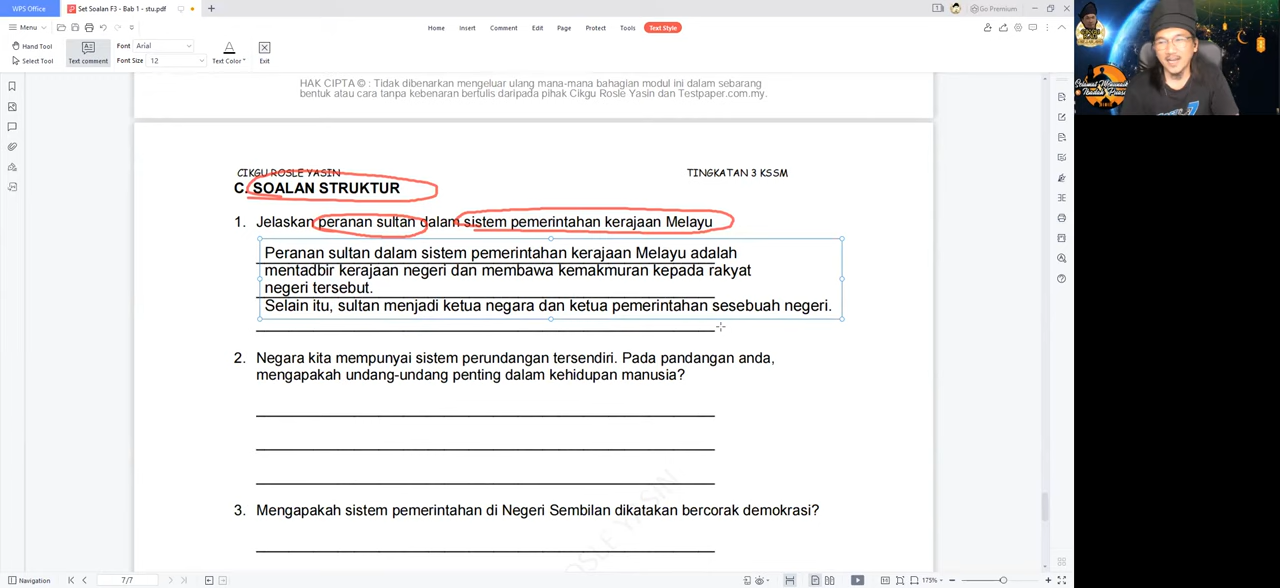 WPS Office
Set Soalan F3 - Bab 1 - stu.pdf
Go Premium
Menu
Home
Insert
Comment
Edit
Page
Protect
Tools
Text Style
Hand Tool
Select Tool
Text comment
Font Arial
Font Size 12
Text Color
Exit
HAK CIPTA © : Tidak dibenarkan mengeluar ulang mana-mana bahagian modul ini dalam sebarang
bentuk atau cara tanpa kebenaran bertulis daripada pihak Cikgu Rosle Yasin dan Testpaper.com.my.
CIKGU ROSLE YASIN
TINGKATAN 3 KSSM
C. SOALAN STRUKTUR
1. Jelaskan peranan sultan dalam sistem pemerintahan kerajaan Melayu
Peranan sultan dalam sistem pemerintahan kerajaan Melayu adalah
mentadbir kerajaan negeri dan membawa kemakmuran kepada rakyat
negeri tersebut.
Selain itu, sultan menjadi ketua negara dan ketua pemerintahan sesebuah negeri.
2. Negara kita mempunyai sistem perundangan tersendiri. Pada pandangan anda,
mengapakah undang-undang penting dalam kehidupan manusia?
3. Mengapakah sistem pemerintahan di Negeri Sembilan dikatakan bercorak demokrasi?
ROSLE YASIN
Navigation
7/7
175%